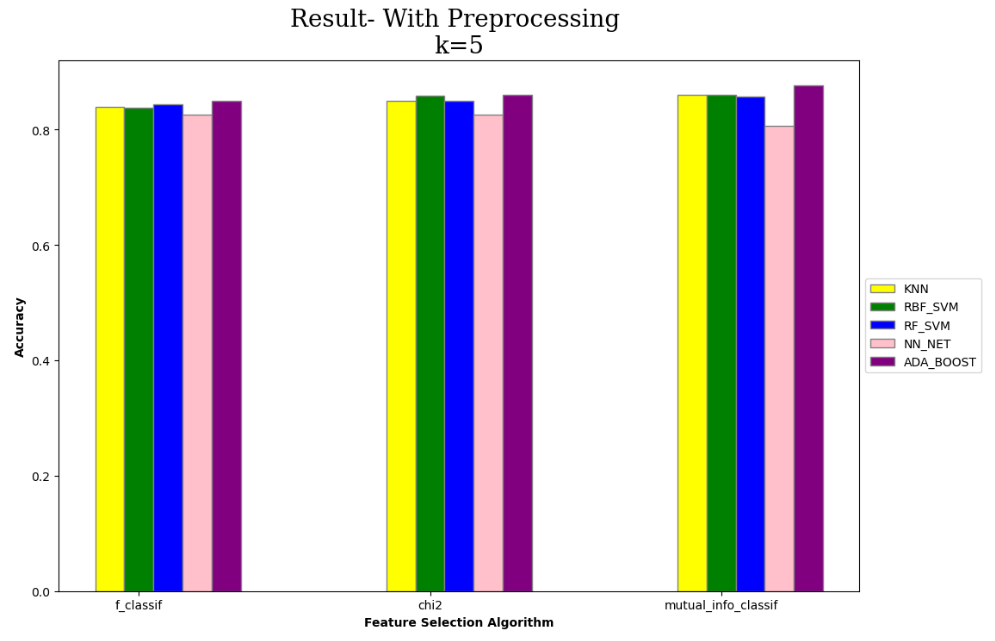 Result- With Preprocessing
k=5
Accuracy
0.8
0.6
0.4
0.2
0.0
f_classif
chi2
mutual_info_classif
Feature Selection Algorithm
KNN
RBF_SVM
RF_SVM
NN_NET
ADA_BOOST